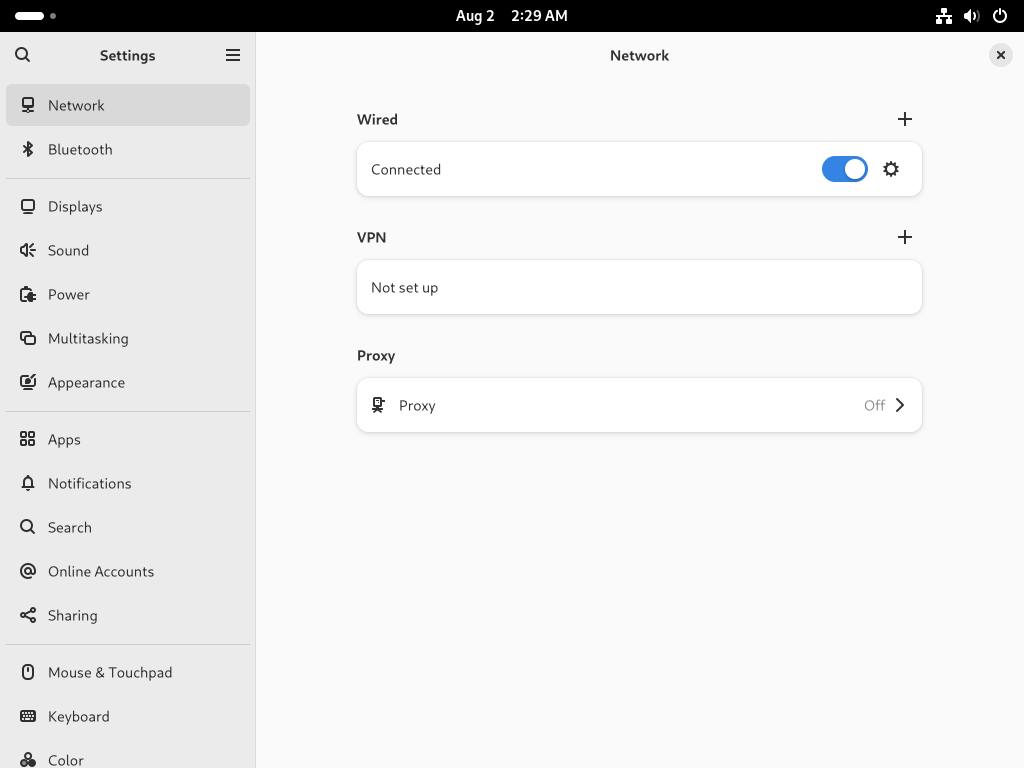 Aug 2 2:29 AM
Settings
Network
Bluetooth
Displays
Sound
Power
Multitasking
Appearance
Apps
Notifications
Search
Online Accounts
Sharing
Mouse & Touchpad
Keyboard
Color
Network
Wired
Connected
VPN
Not set up
Proxy
Proxy Off